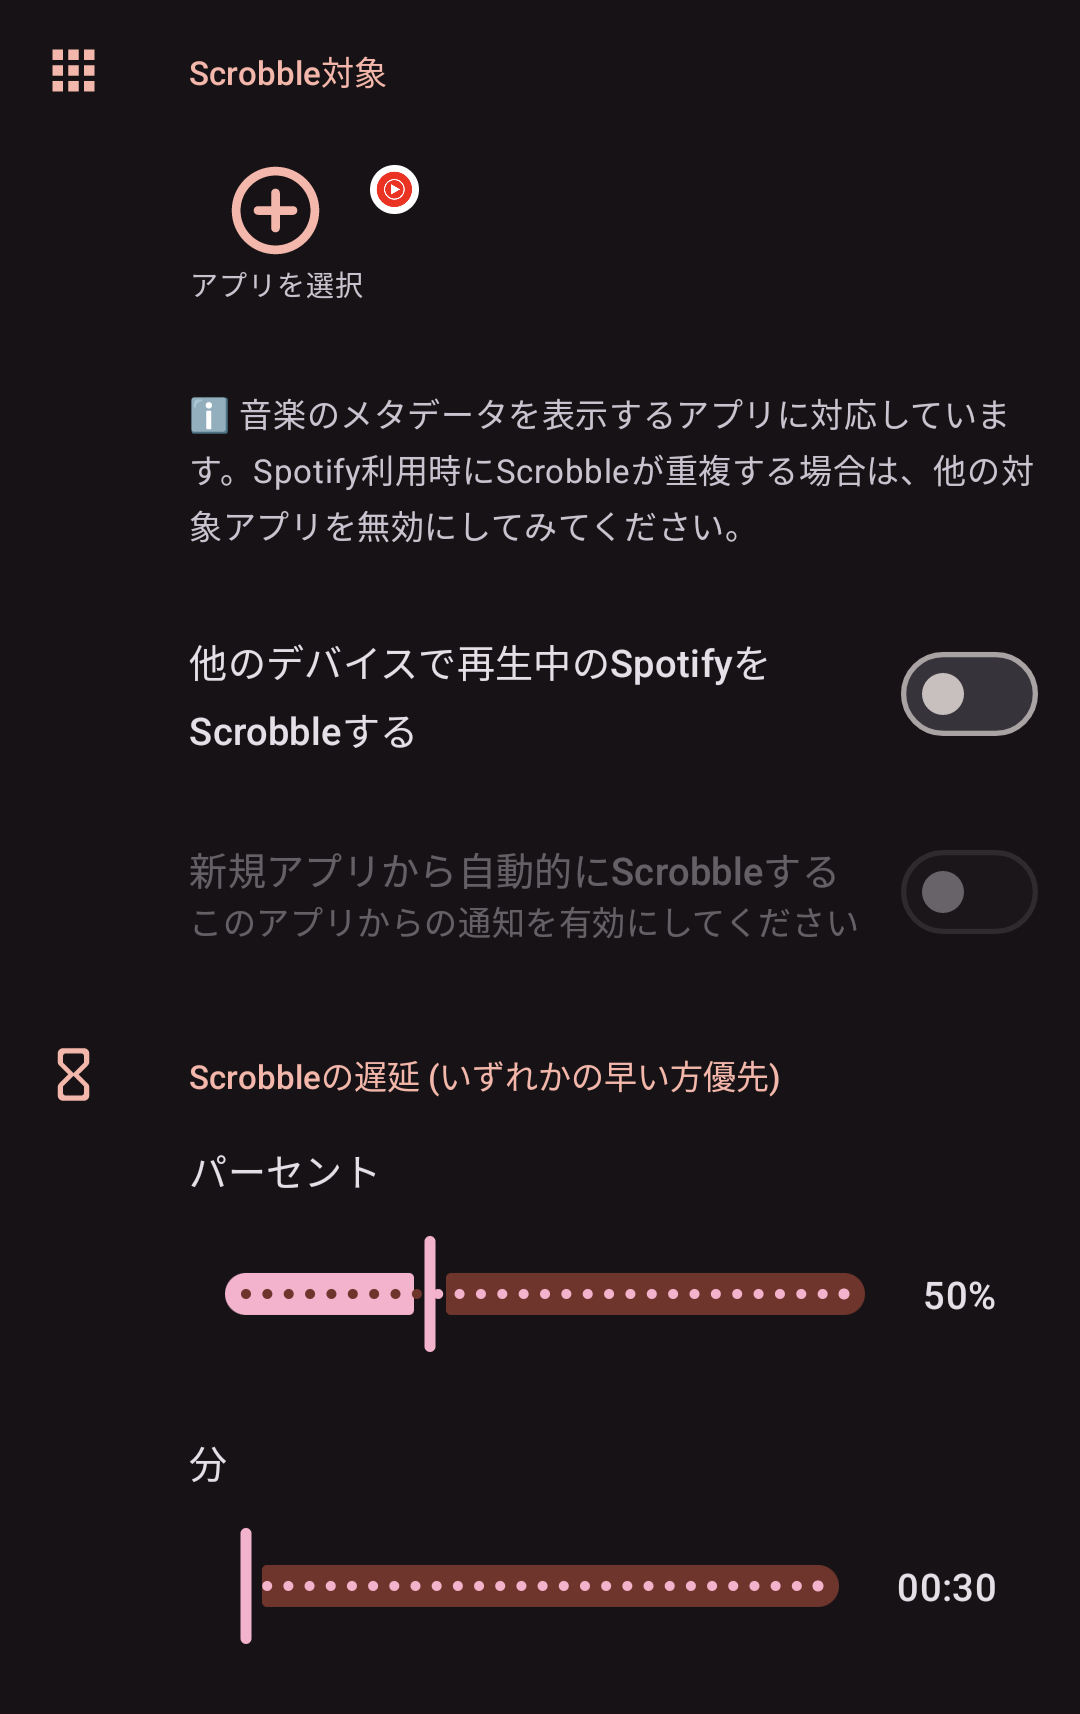 Scrobble対象
アプリを選択
ℹ️ 音楽のメタデータを表示するアプリに対応していま
す。Spotify利用時にScrobbleが重複する場合は、他の対
象アプリを無効にしてみてください。
他のデバイスで再生中のSpotifyを
Scrobbleする
新規アプリから自動的にScrobbleする
このアプリからの通知を有効にしてください
Scrobbleの遅延 (いずれかの早い方優先)
パーセント
50%
分
00:30